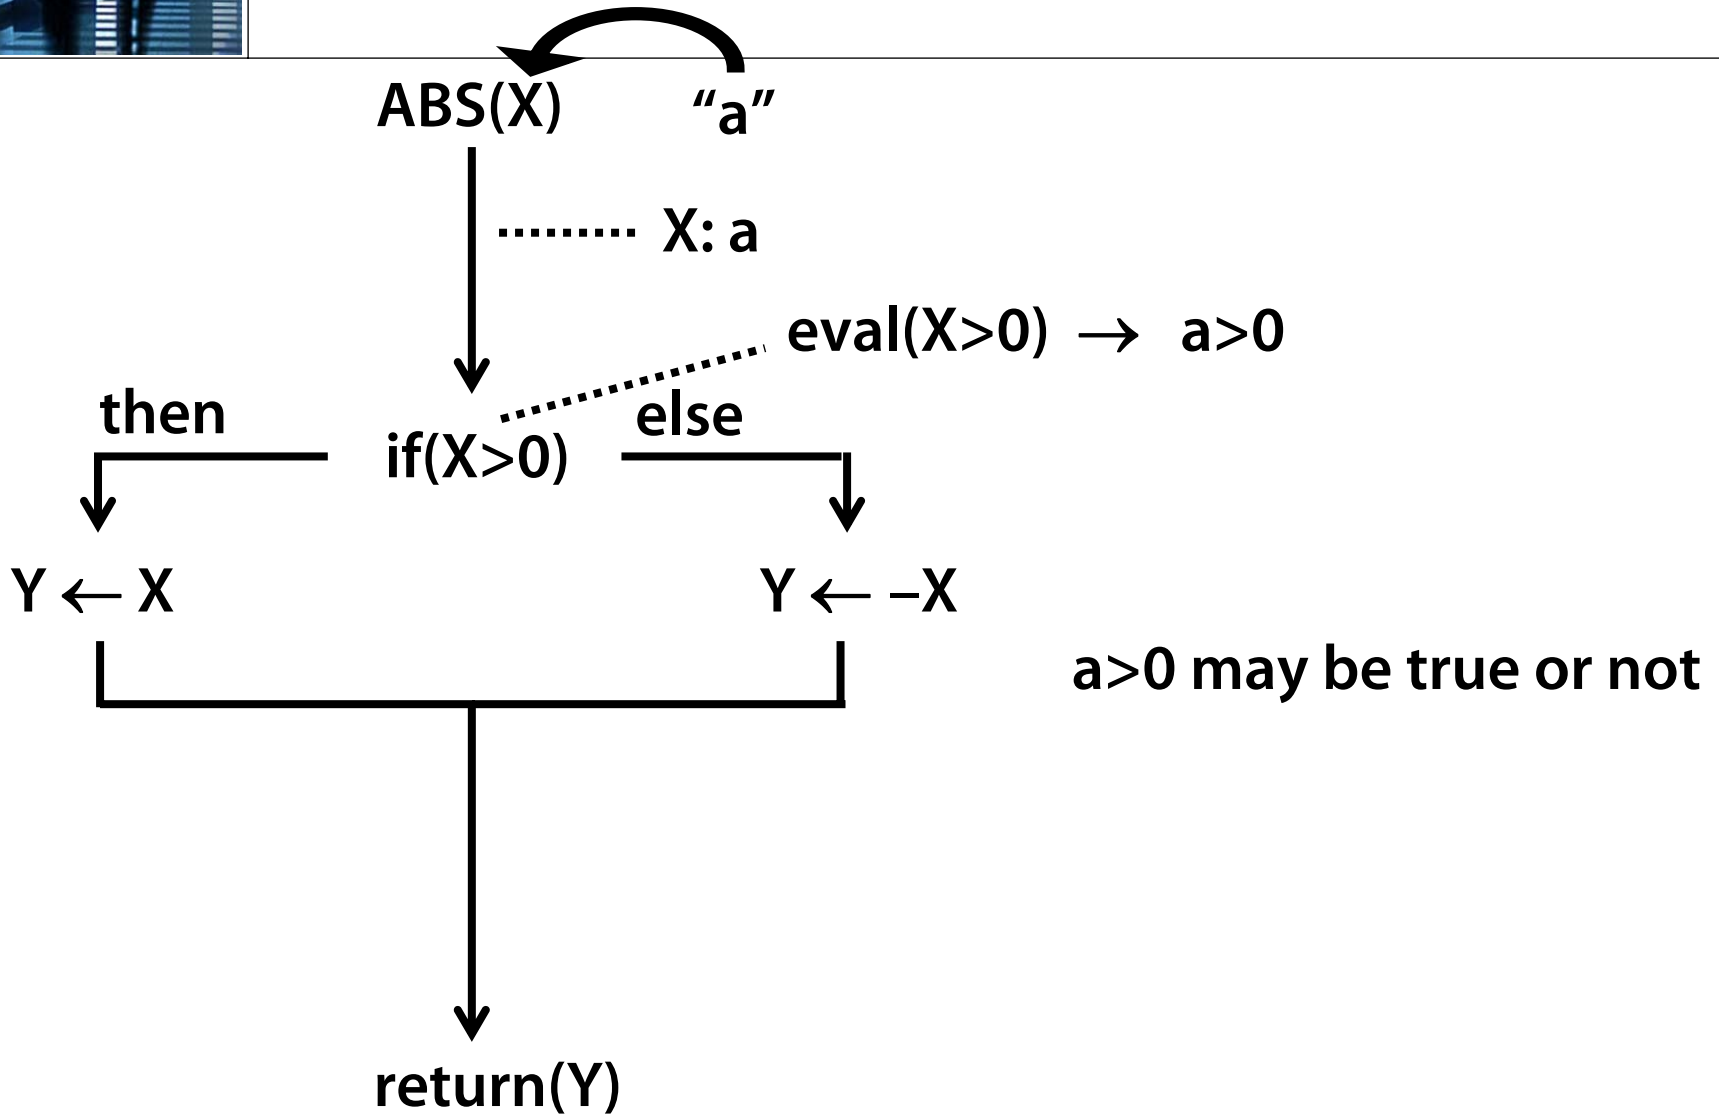 ABS(X) “a”
X: a
eval(X>0) → a>0
then else
if(X>0)
Y ← X Y ← –X
a>0 may be true or not
return(Y)